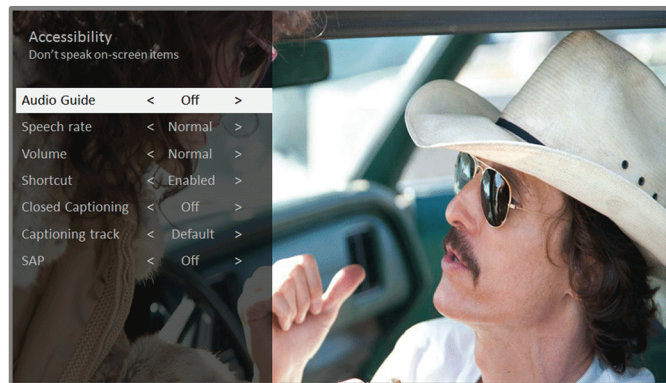 Accessibility
Don't speak on-screen items
Audio Guide < Off >
Speech rate < Normal >
Volume < Normal >
Shortcut < Enabled >
Closed Captioning < Off >
Captioning track < Default >
SAP < Off >